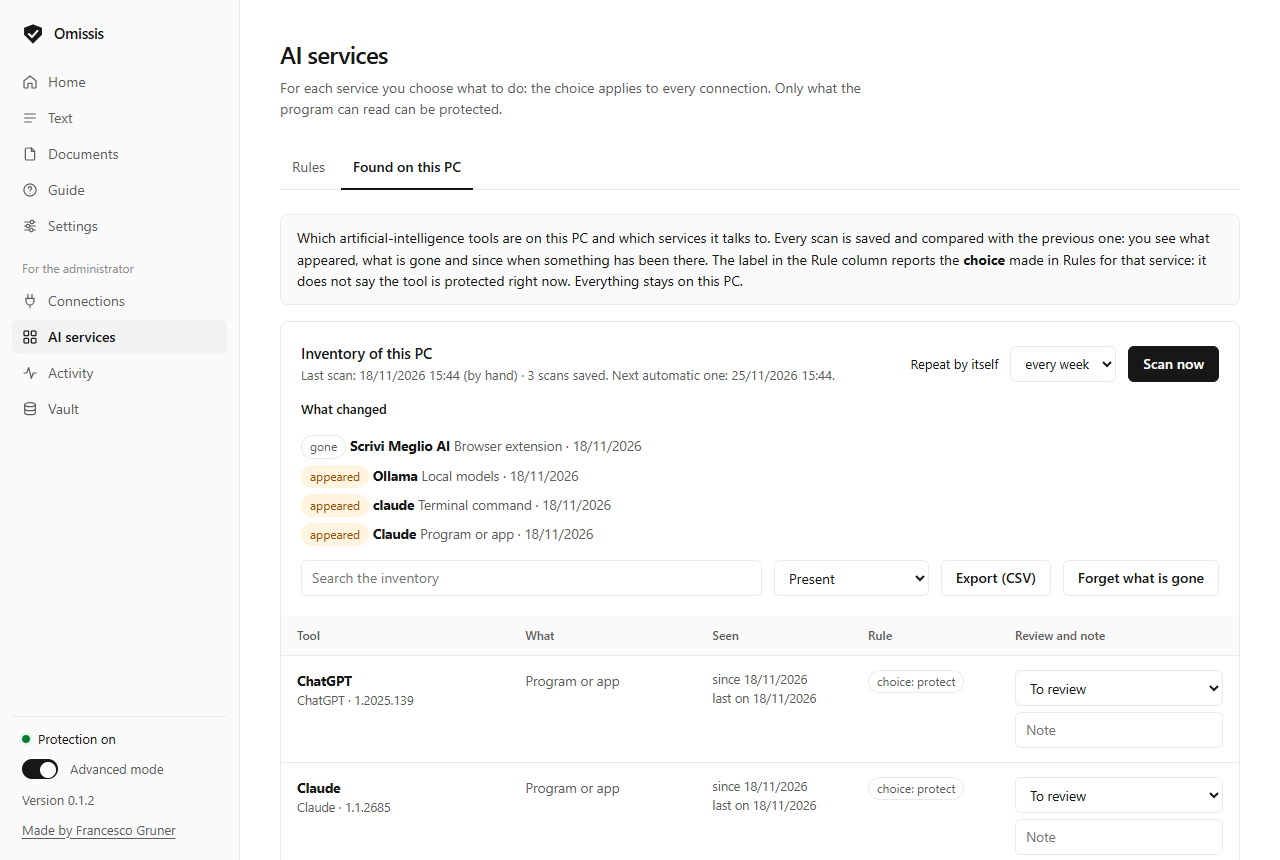 Omissis
Home
Text
Documents
Guide
Settings
For the administrator
Connections
AI services
Activity
Vault
Protection on
Advanced mode
Version 0.1.2
Made by Francesco Gruner
AI services
For each service you choose what to do: the choice applies to every connection. Only what the
program can read can be protected.
Rules
Found on this PC
Which artificial-intelligence tools are on this PC and which services it talks to. Every scan is saved and compared with the previous one: you see what
appeared, what is gone and since when something has been there. The label in the Rule column reports the choice made in Rules for that service: it
does not say the tool is protected right now. Everything stays on this PC.
Inventory of this PC
Last scan: 18/11/2026 15:44 (by hand) · 3 scans saved. Next automatic one: 25/11/2026 15:44.
Repeat by itself
every week
Scan now
What changed
gone Scrivi Meglio AI Browser extension · 18/11/2026
appeared Ollama Local models · 18/11/2026
appeared claude Terminal command · 18/11/2026
appeared Claude Program or app · 18/11/2026
Search the inventory
Present
Export (CSV)
Forget what is gone
Tool What Seen Rule Review and note
ChatGPT
ChatGPT · 1.2025.139
Program or app
since 18/11/2026
last on 18/11/2026
choice: protect
To review
Note
Claude
Claude · 1.1.2685
Program or app
since 18/11/2026
last on 18/11/2026
choice: protect
To review
Note